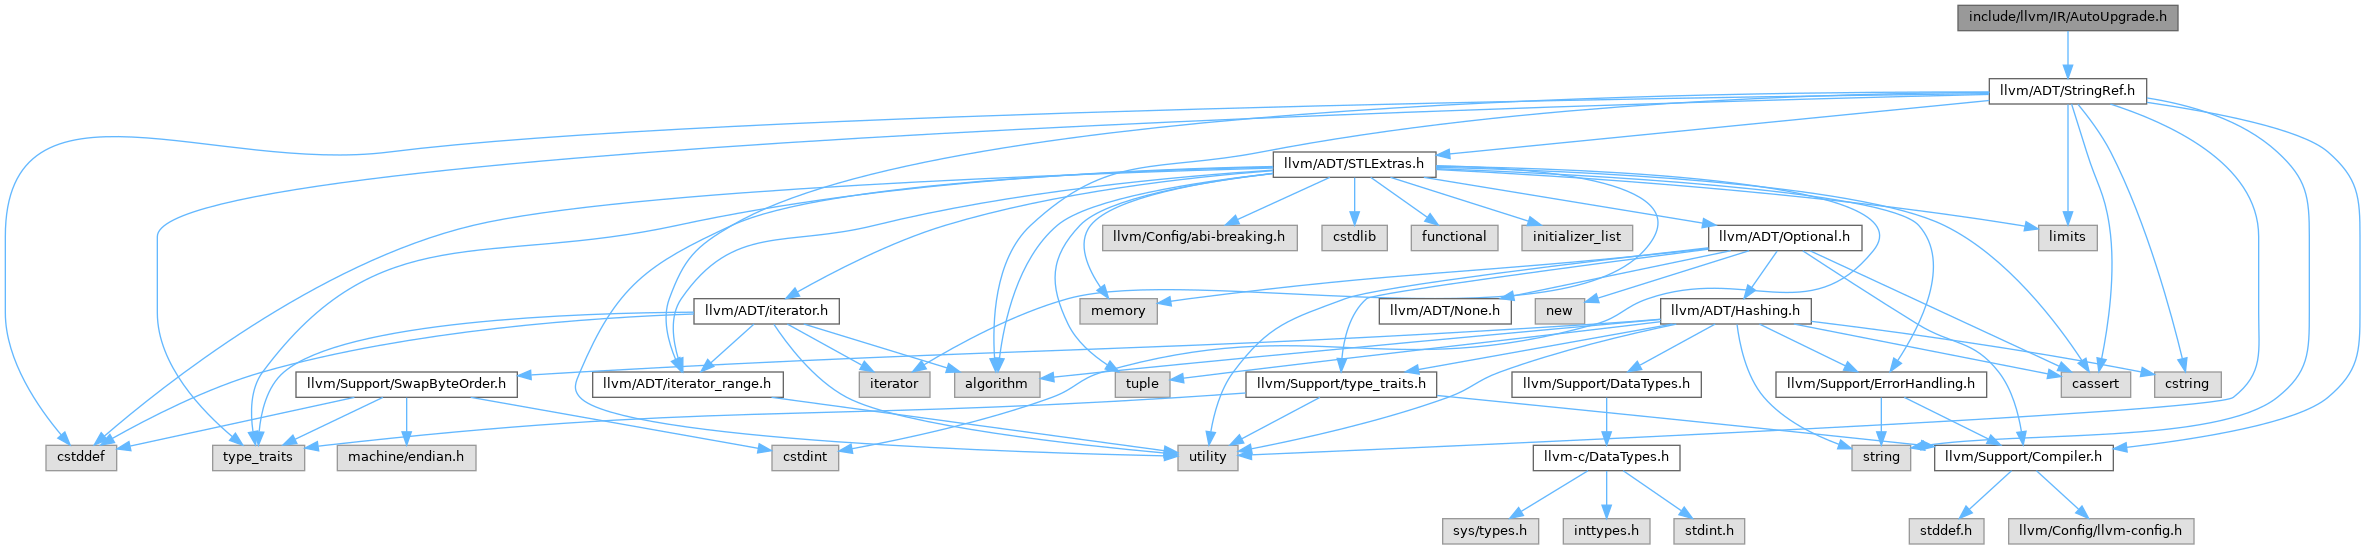 include/llvm/IR/AutoUpgrade.h
llvm/ADT/StringRef.h
llvm/ADT/STLExtras.h
llvm/Config/abi-breaking.h
cstdlib
functional
initializer_list
llvm/ADT/Optional.h
limits
llvm/ADT/iterator.h
memory
llvm/ADT/None.h
new
llvm/ADT/Hashing.h
llvm/Support/SwapByteOrder.h
llvm/ADT/iterator_range.h
iterator
algorithm
tuple
llvm/Support/type_traits.h
llvm/Support/DataTypes.h
llvm/Support/ErrorHandling.h
cassert
cstring
cstddef
type_traits
machine/endian.h
cstdint
utility
llvm-c/DataTypes.h
string
llvm/Support/Compiler.h
sys/types.h
inttypes.h
stdint.h
stddef.h
llvm/Config/llvm-config.h